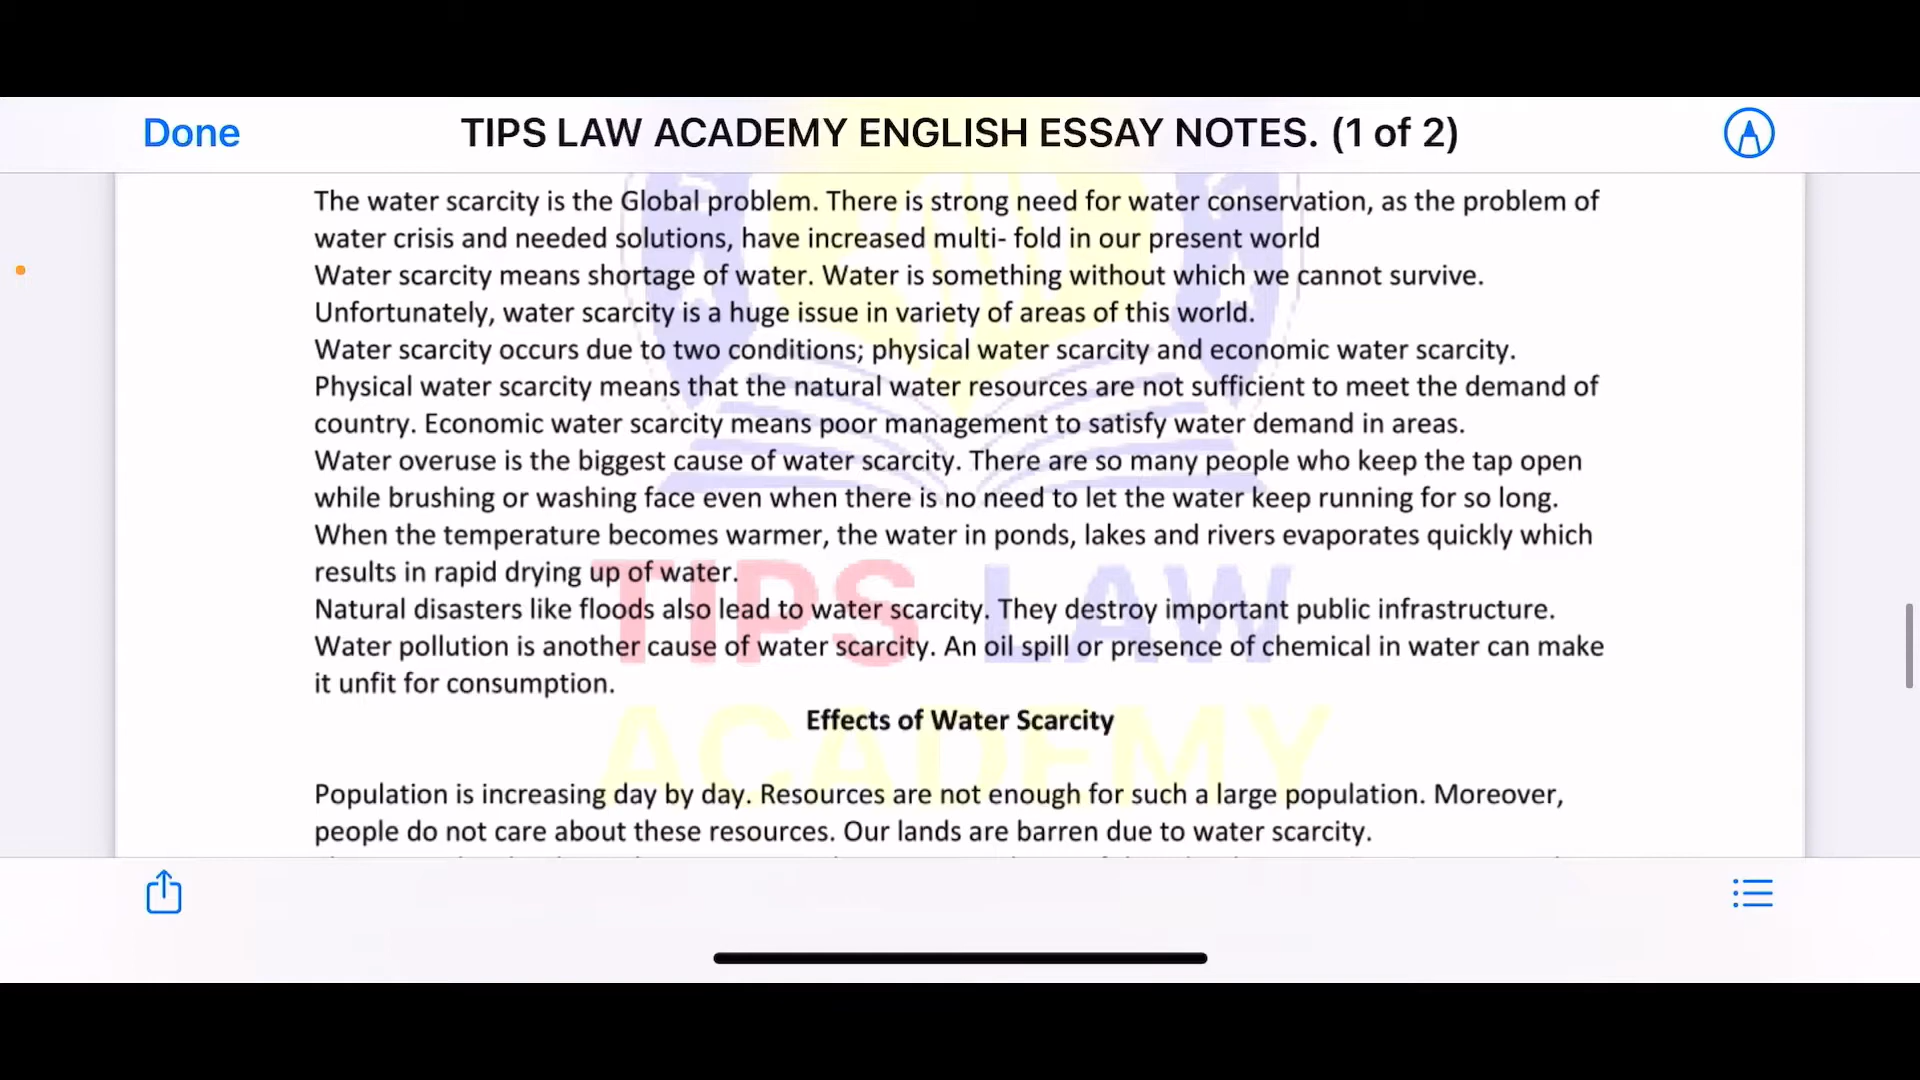 Done
TIPS LAW ACADEMY ENGLISH ESSAY NOTES. (1 of 2)
The water scarcity is the Global problem. There is strong need for water conservation, as the problem of
water crisis and needed solutions, have increased multi- fold in our present world
Water scarcity means shortage of water. Water is something without which we cannot survive.
Unfortunately, water scarcity is a huge issue in variety of areas of this world.
Water scarcity occurs due to two conditions; physical water scarcity and economic water scarcity.
Physical water scarcity means that the natural water resources are not sufficient to meet the demand of
country. Economic water scarcity means poor management to satisfy water demand in areas.
Water overuse is the biggest cause of water scarcity. There are so many people who keep the tap open
while brushing or washing face even when there is no need to let the water keep running for so long.
When the temperature becomes warmer, the water in ponds, lakes and rivers evaporates quickly which
results in rapid drying up of water.
Natural disasters like floods also lead to water scarcity. They destroy important public infrastructure.
Water pollution is another cause of water scarcity. An oil spill or presence of chemical in water can make
it unfit for consumption.
TIPS LAW
ACADEMY
Effects of Water Scarcity
Population is increasing day by day. Resources are not enough for such a large population. Moreover,
people do not care about these resources. Our lands are barren due to water scarcity.